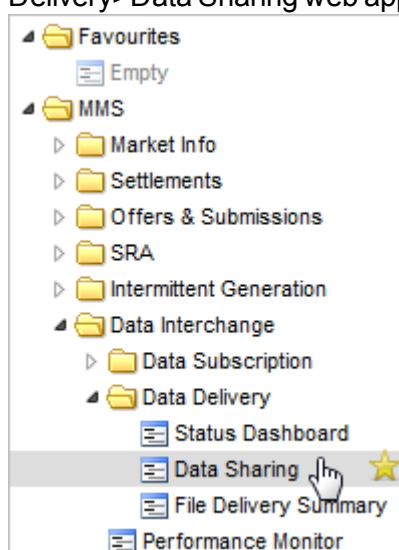 Delivery> Data Sharing web app
Favourites
Empty
MMS
Market Info
Settlements
Offers & Submissions
SRA
Intermittent Generation
Data Interchange
Data Subscription
Data Delivery
Status Dashboard
Data Sharing
File Delivery Summary
Performance Monitor